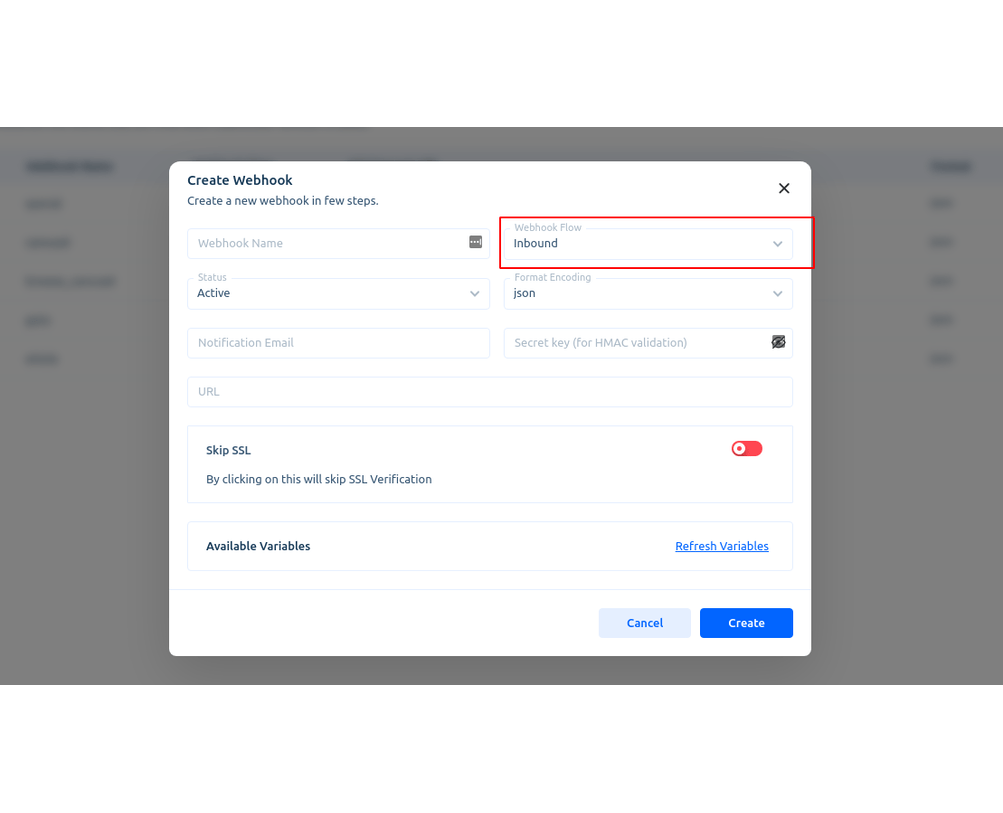 Create Webhook
Create a new webhook in few steps.
Webhook Name
Webhook Flow
Inbound
Status
Active
Format Encoding
json
Notification Email
Secret key (for HMAC validation)
URL
Skip SSL
By clicking on this will skip SSL Verification
Available Variables
Refresh Variables
Cancel
Create